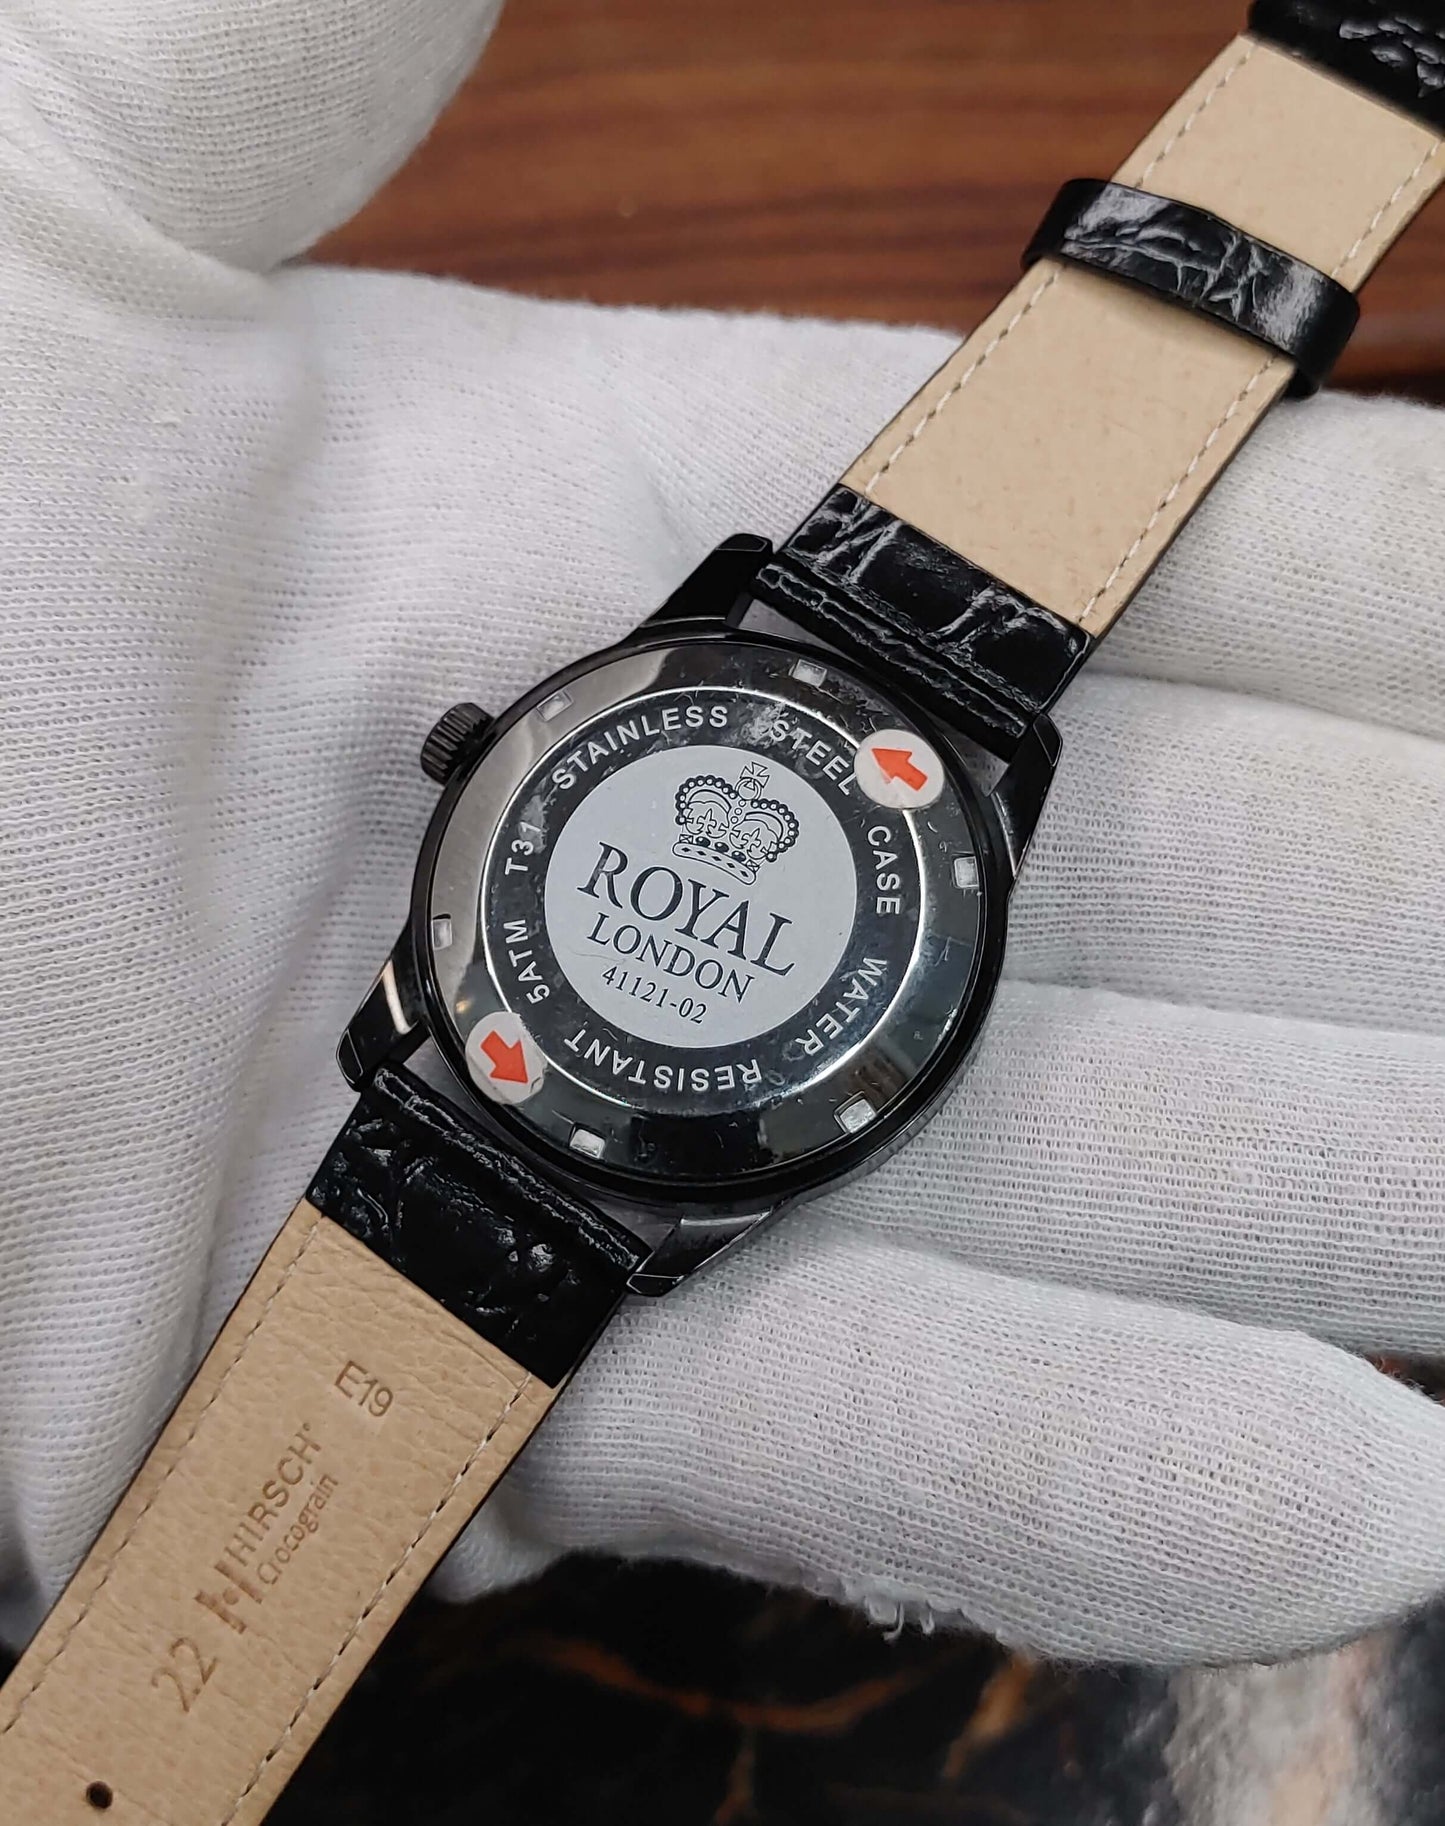 STAINLESS STEEL CASE WATER RESISTANT 5ATM T31
ROYAL
LONDON
41121-02
E19
HIRSCH®
Crocograin
22